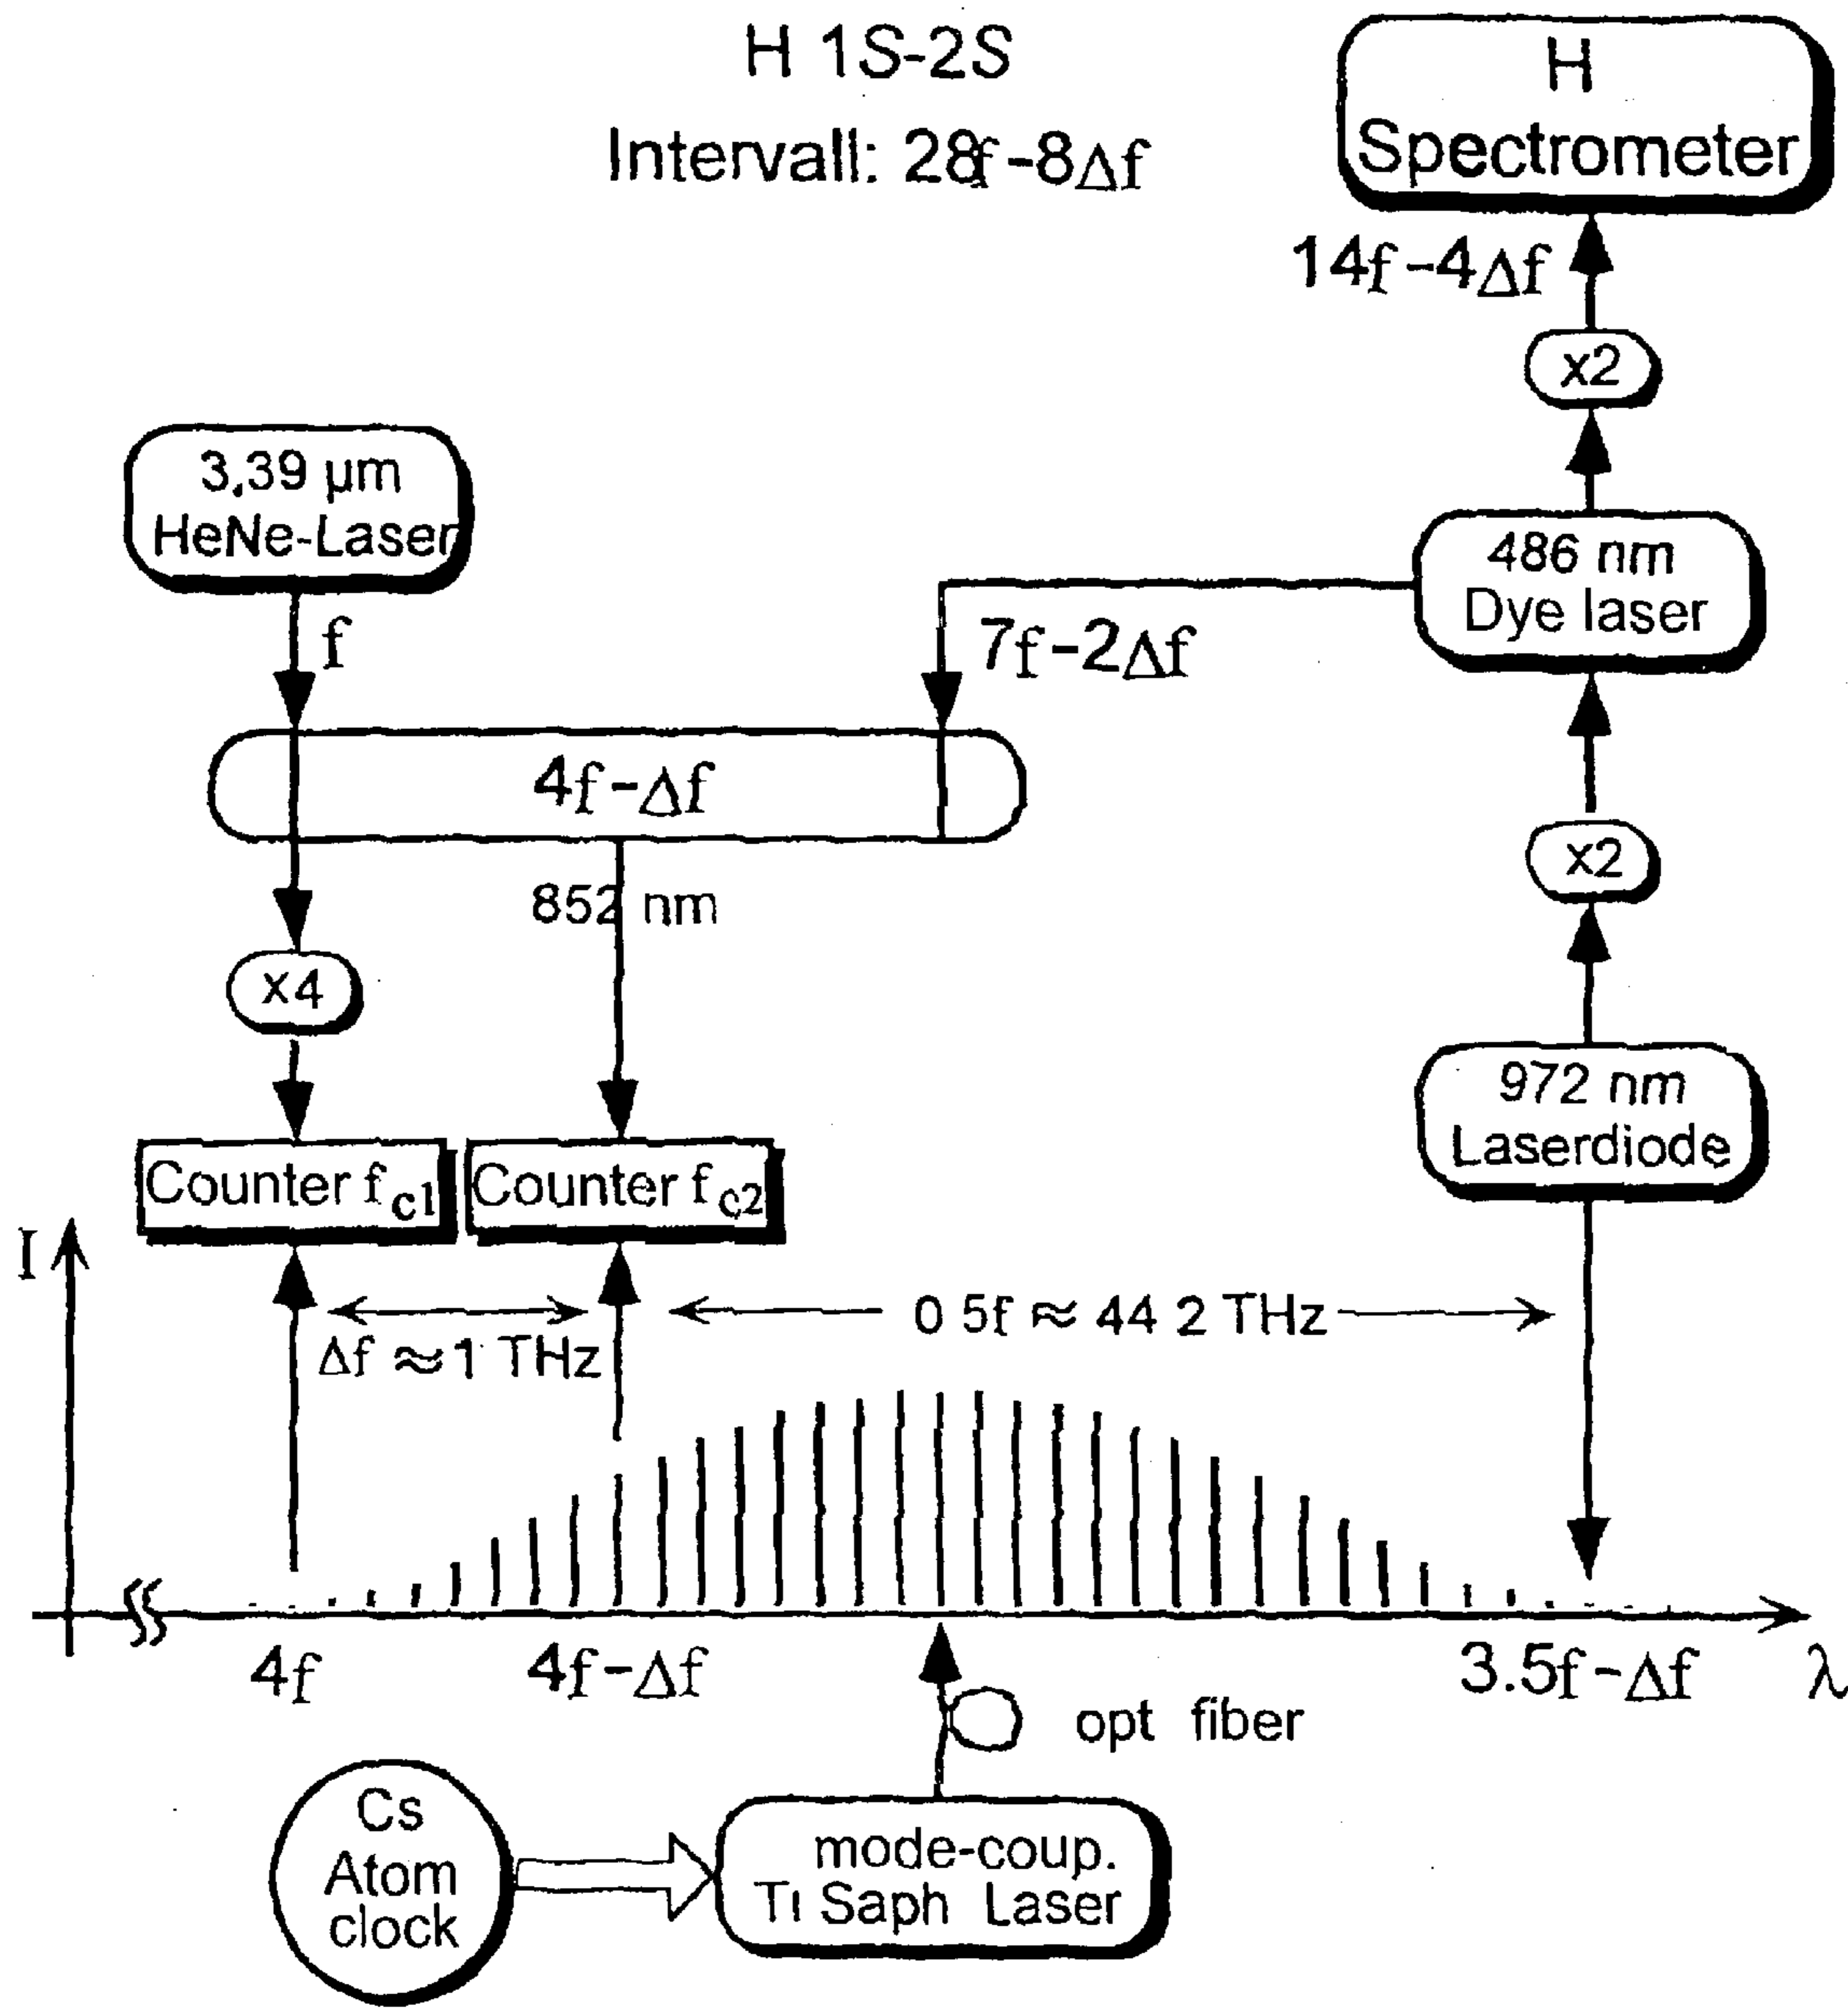 H 1S-2S
Intervall: 28f-8Δf
H
Spectrometer
14f-4Δf
x2
3,39 µm
HeNe-Laser
486 nm
Dye laser
f
7f-2Δf
4f-Δf
x2
852 nm
x4
972 nm
Laserdiode
Counter f c1
Counter f c2
I
0 5f ≈ 44 2 THz
Δf ≈ 1 THz
4f
4f-Δf
3.5f-Δf
λ
opt fiber
Cs
Atom
clock
mode-coup.
Ti Saph Laser